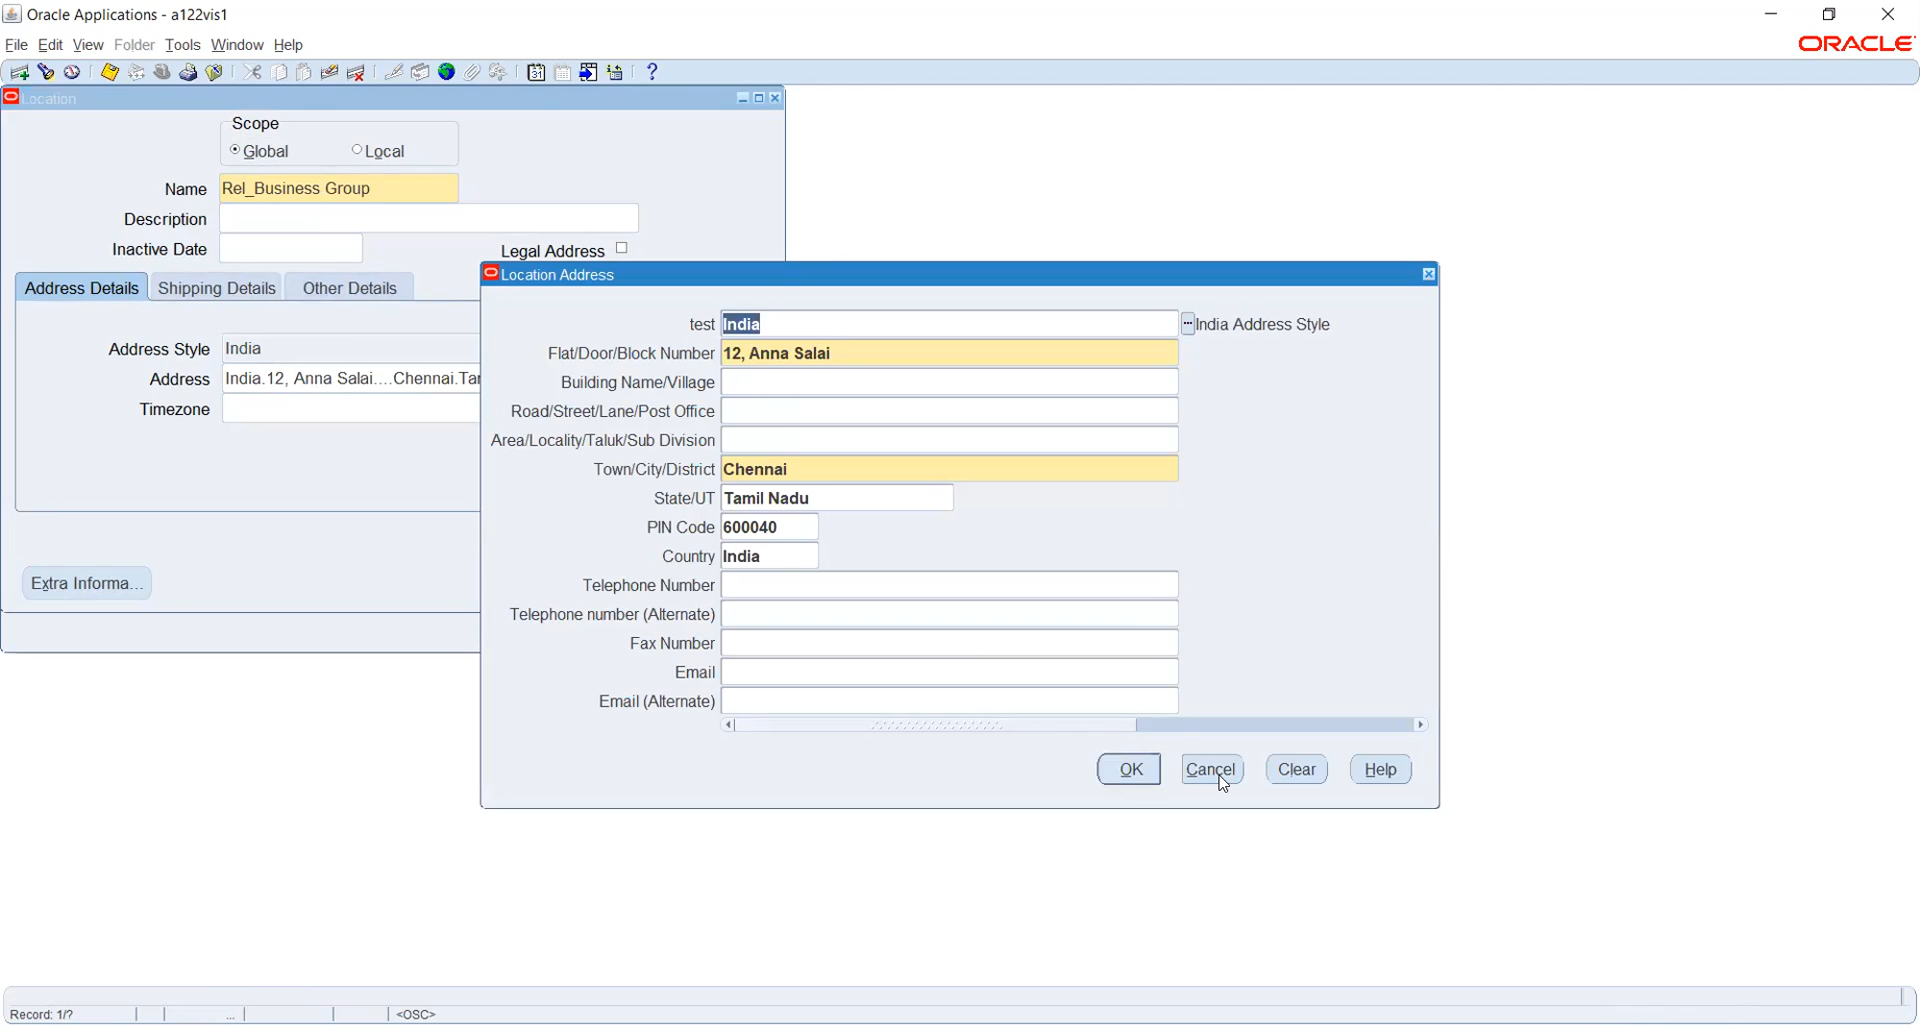 Oracle Applications - a122vis1
File Edit View Folder Tools Window Help
ORACLE
Location
Scope
Global Local
Name Rel_Business Group
Description
Inactive Date
Legal Address
Address Details Shipping Details Other Details
Address Style India
Address India.12, Anna Salai....Chennai.Tar
Timezone
Extra Informa...
Location Address
test India ... India Address Style
Flat/Door/Block Number 12, Anna Salai
Building Name/Village
Road/Street/Lane/Post Office
Area/Locality/Taluk/Sub Division
Town/City/District Chennai
State/UT Tamil Nadu
PIN Code 600040
Country India
Telephone Number
Telephone number (Alternate)
Fax Number
Email
Email (Alternate)
OK Cancel Clear Help
Record: 1/? ... <OSC>